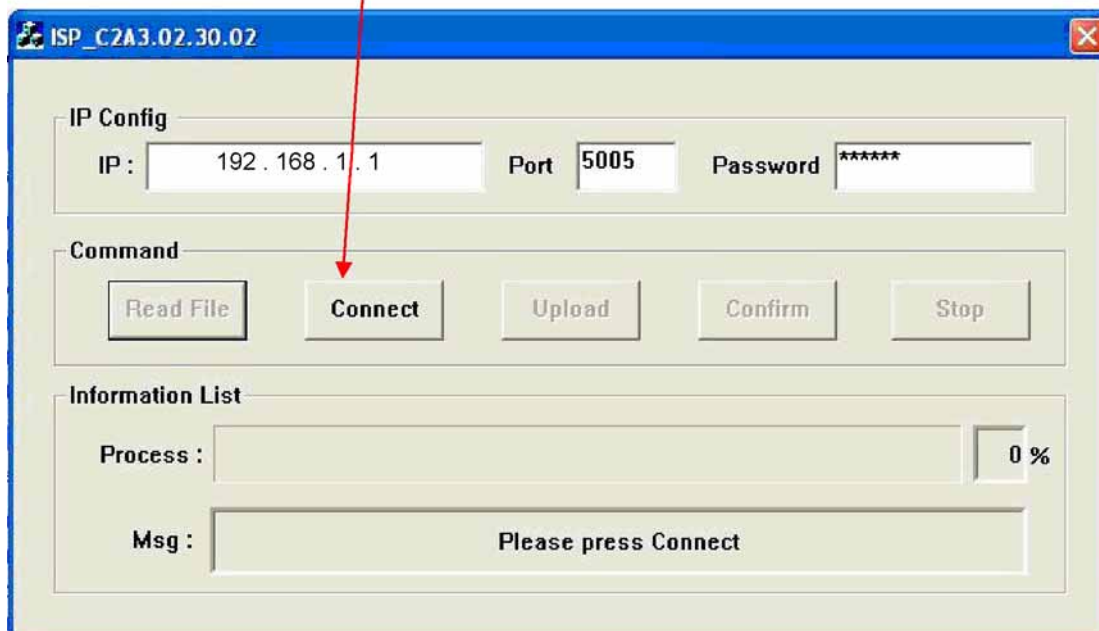 ISP_C2A3.02.30.02
IP Config
IP : 192 . 168 . 1 . 1 Port 5005 Password ******
Command
Read File Connect Upload Confirm Stop
Information List
Process : 0 %
Msg : Please press Connect